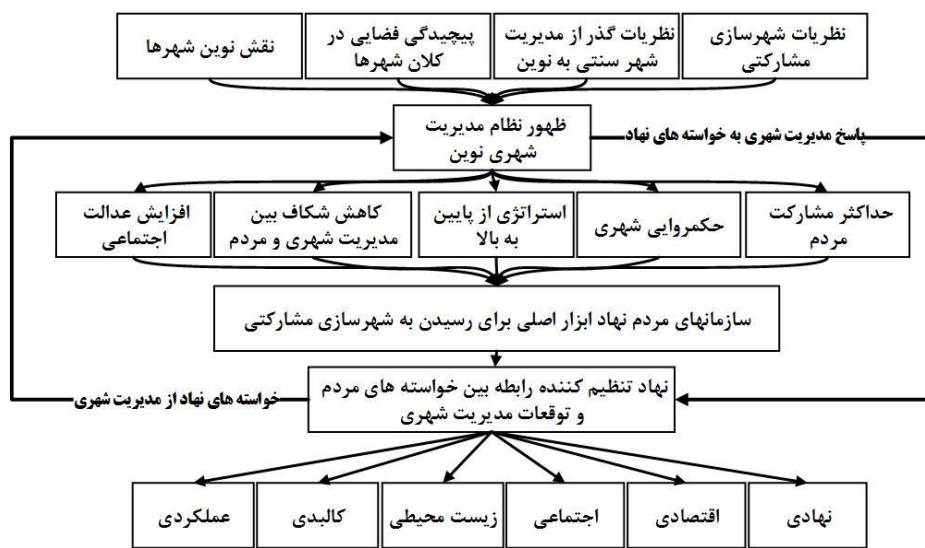 نظریات شهرسازی
مشارکتی
نظریات گذر از مدیریت
شهر سنتی به نوین
پیچیدگی فضایی در
کلان شهرها
نقش نوین شهرها
ظهور نظام مدیریت
شهری نوین
پاسخ مدیریت شهری به خواسته های نهاد
حداکثر مشارکت
مردم
حکمروایی شهری
استراتژی از پایین
به بالا
کاهش شکاف بین
مدیریت شهری و مردم
افزایش عدالت
اجتماعی
سازمانهای مردم نهاد ابزار اصلی برای رسیدن به شهرسازی مشارکتی
نهاد تنظیم کننده رابطه بین خواسته های مردم
و توقعات مدیریت شهری
خواسته های نهاد از مدیریت شهری
نهادی
اقتصادی
اجتماعی
زیست محیطی
کالبدی
عملکردی